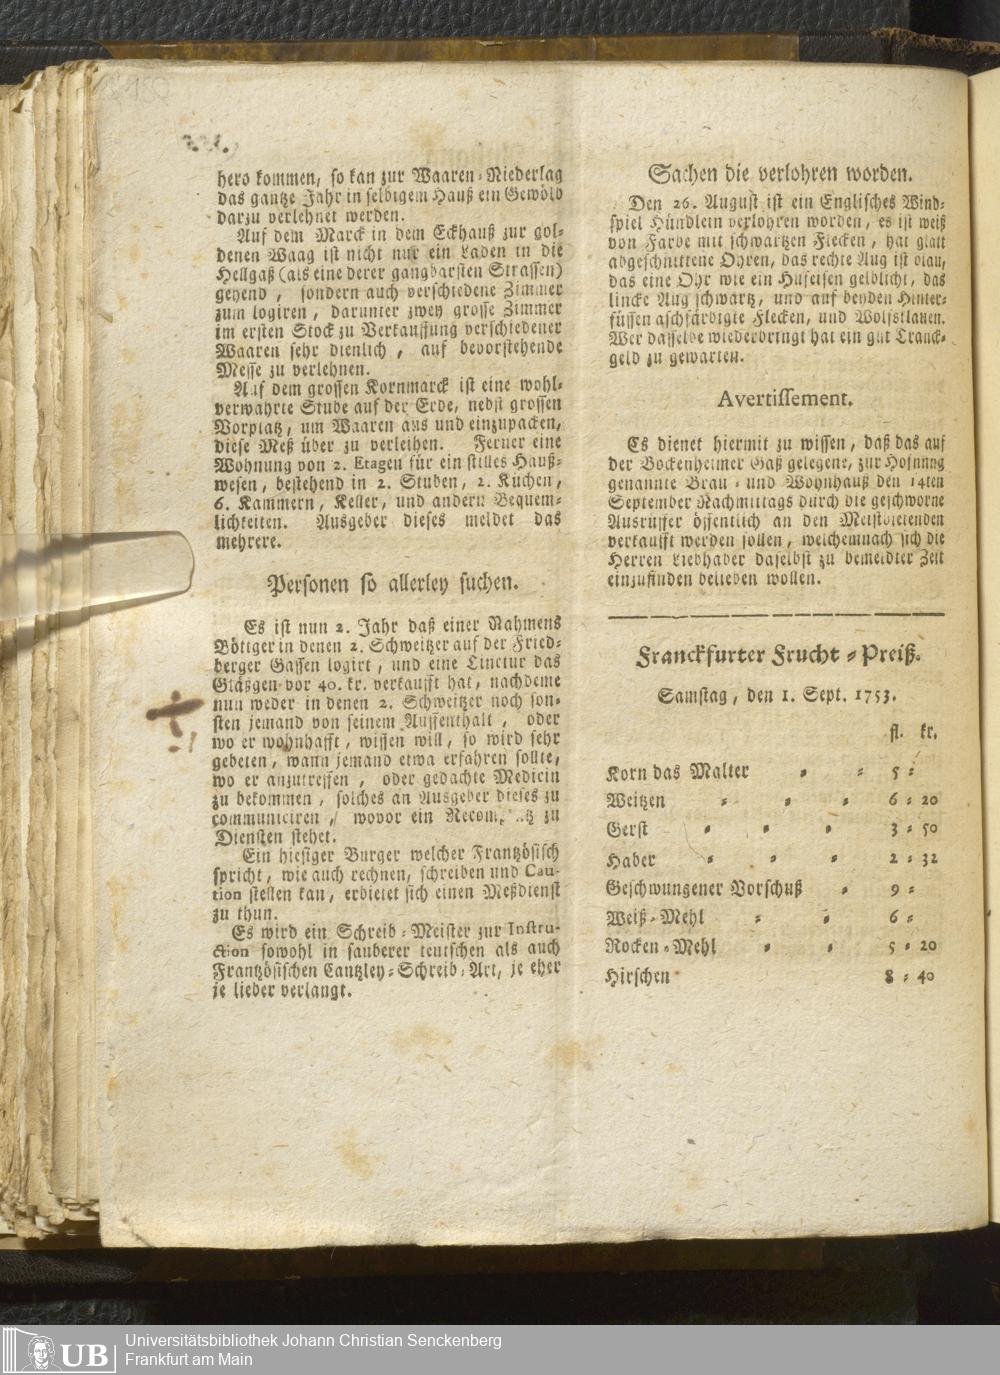 hero kommen, so kan zur Waaren-Niederlag
das gantze Jahr in selbigem Hauß ein Gewölb
darzu verlehnet werden.
Auf dem Marck in dem Eckhauß zur gol-
denen Waag ist nicht nur ein Laden in die
Hellgaß (als eine derer gangbarsten Strassen)
gehend, sondern auch verschiedene Zimmer
zum logiren, darunter zwey grosse Zimmer
im ersten Stock zu Verkauffung verschiedener
Waaren sehr dienlich, auf bevorstehende
Messe zu verlehnen.
Auf dem grossen Kornmarck ist eine wohl-
verwahrte Stube auf der Erde, nebst grossen
Vorplatz, um Waaren aus und einzupacken,
diese Meß über zu verleihen. Ferner eine
Wohnung von 2. Etagen für ein stilles Hauß-
wesen, bestehend in 2. Stuben, 2. Küchen,
6. Kammern, Keller, und andern Bequem-
lichkeiten. Ausgeber dieses meldet das
mehrere.
Personen so allerley suchen.
Es ist nun 2. Jahr daß einer Nahmens
Böttger in denen 2. Schweitzer auf der Fried-
berger Gassen logirt, und eine Tinctur das
Gläßgen vor 40. kr. verkaufft hat, nachdeme
nun weder in denen 2. Schweitzer noch son-
sten jemand von seinem Auffenthalt, oder
wo er wohnhafft, wissen will, so wird sehr
gebeten, wann jemand etwa erfahren sollte,
wo er anzutreffen, oder gedachte Medicin
zu bekommen, solches an Ausgeber dieses zu
communiciren, wovor ein zu
Diensten stehet.
Ein hiesiger Burger welcher Frantzösisch
spricht, wie auch rechnen, schreiben und Cau-
tion stellen kan, erbietet sich einen Meßdienst
zu thun.
Es wird ein Schreib-Meister zur Instru-
ction sowohl in sauberer teutschen als auch
Frantzösischen Cantzley-Schreib-Art, je eher
je lieber verlangt.
Sachen die verlohren worden.
Den 26. August ist ein Englisches Wind-
spiel Hündlein verlohren worden, es ist weiß
von Farbe mit schwartzen Flecken, hat glatt
abgeschnittene Ohren, das rechte Aug ist blau,
das eine Ohr wie ein Hufeisen gelöchlt, das
lincke Aug schwartz, und auf beyden Hinter-
füssen aschfärbigte Flecken, und Wolfsklauen.
Wer dasselbe wiederbringt hat ein gut Tranck-
geld zu gewarten.
Avertissement.
Es dienet hiermit zu wissen, daß das auf
der Bockenheimer Gaß gelegene, zur Hofnung
genannte Brau- und Wohnhauß den 14ten
September Nachmittags durch die geschworne
Ausruffer öffentlich an den Meistbietenden
verkaufft werden sollen, welchemnach sich die
Herren Liebhaber daselbst zu bemeldter Zeit
einzufinden belieben wollen.
Franckfurter Frucht-Preiß.
Samstag, den 1. Sept. 1753.
fl. kr.
Korn das Malter - - 5 -
Weitzen - - - 6 - 20
Gerst - - - 3 - 50
Haber - - - 2 - 32
Geschwungener Vorschuß - 9 -
Weiß-Mehl - - 6 -
Rocken-Mehl - - 5 - 20
Hirschen 8 - 40
UB
Universitätsbibliothek Johann Christian Senckenberg
Frankfurt am Main